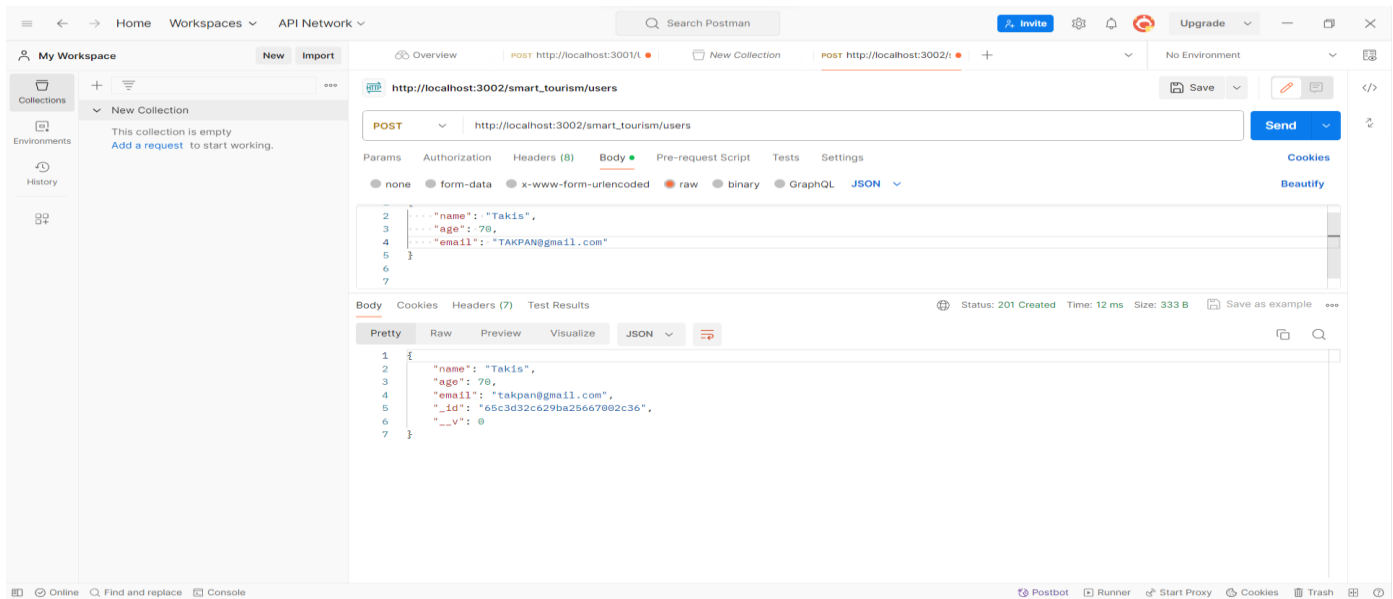 Home Workspaces API Network Search Postman Invite Upgrade
My Workspace New Import Overview POST http://localhost:3001/ New Collection POST http://localhost:3002/ No Environment
Collections
Environments
History
New Collection
This collection is empty
Add a request to start working.
HTTP http://localhost:3002/smart_tourism/users Save
POST http://localhost:3002/smart_tourism/users Send
Params Authorization Headers (8) Body Pre-request Script Tests Settings Cookies
none form-data x-www-form-urlencoded raw binary GraphQL JSON Beautify
2 "name": "Takis",
3 "age": 70,
4 "email": "TAKPAN@gmail.com"
5 }
6
7
Body Cookies Headers (7) Test Results Status: 201 Created Time: 12 ms Size: 333 B Save as example
Pretty Raw Preview Visualize JSON
1 {
2 "name": "Takis",
3 "age": 70,
4 "email": "takpan@gmail.com",
5 "_id": "65c3d32c629ba25667002c36",
6 "__v": 0
7 }
Online Find and replace Console Postbot Runner Start Proxy Cookies Trash